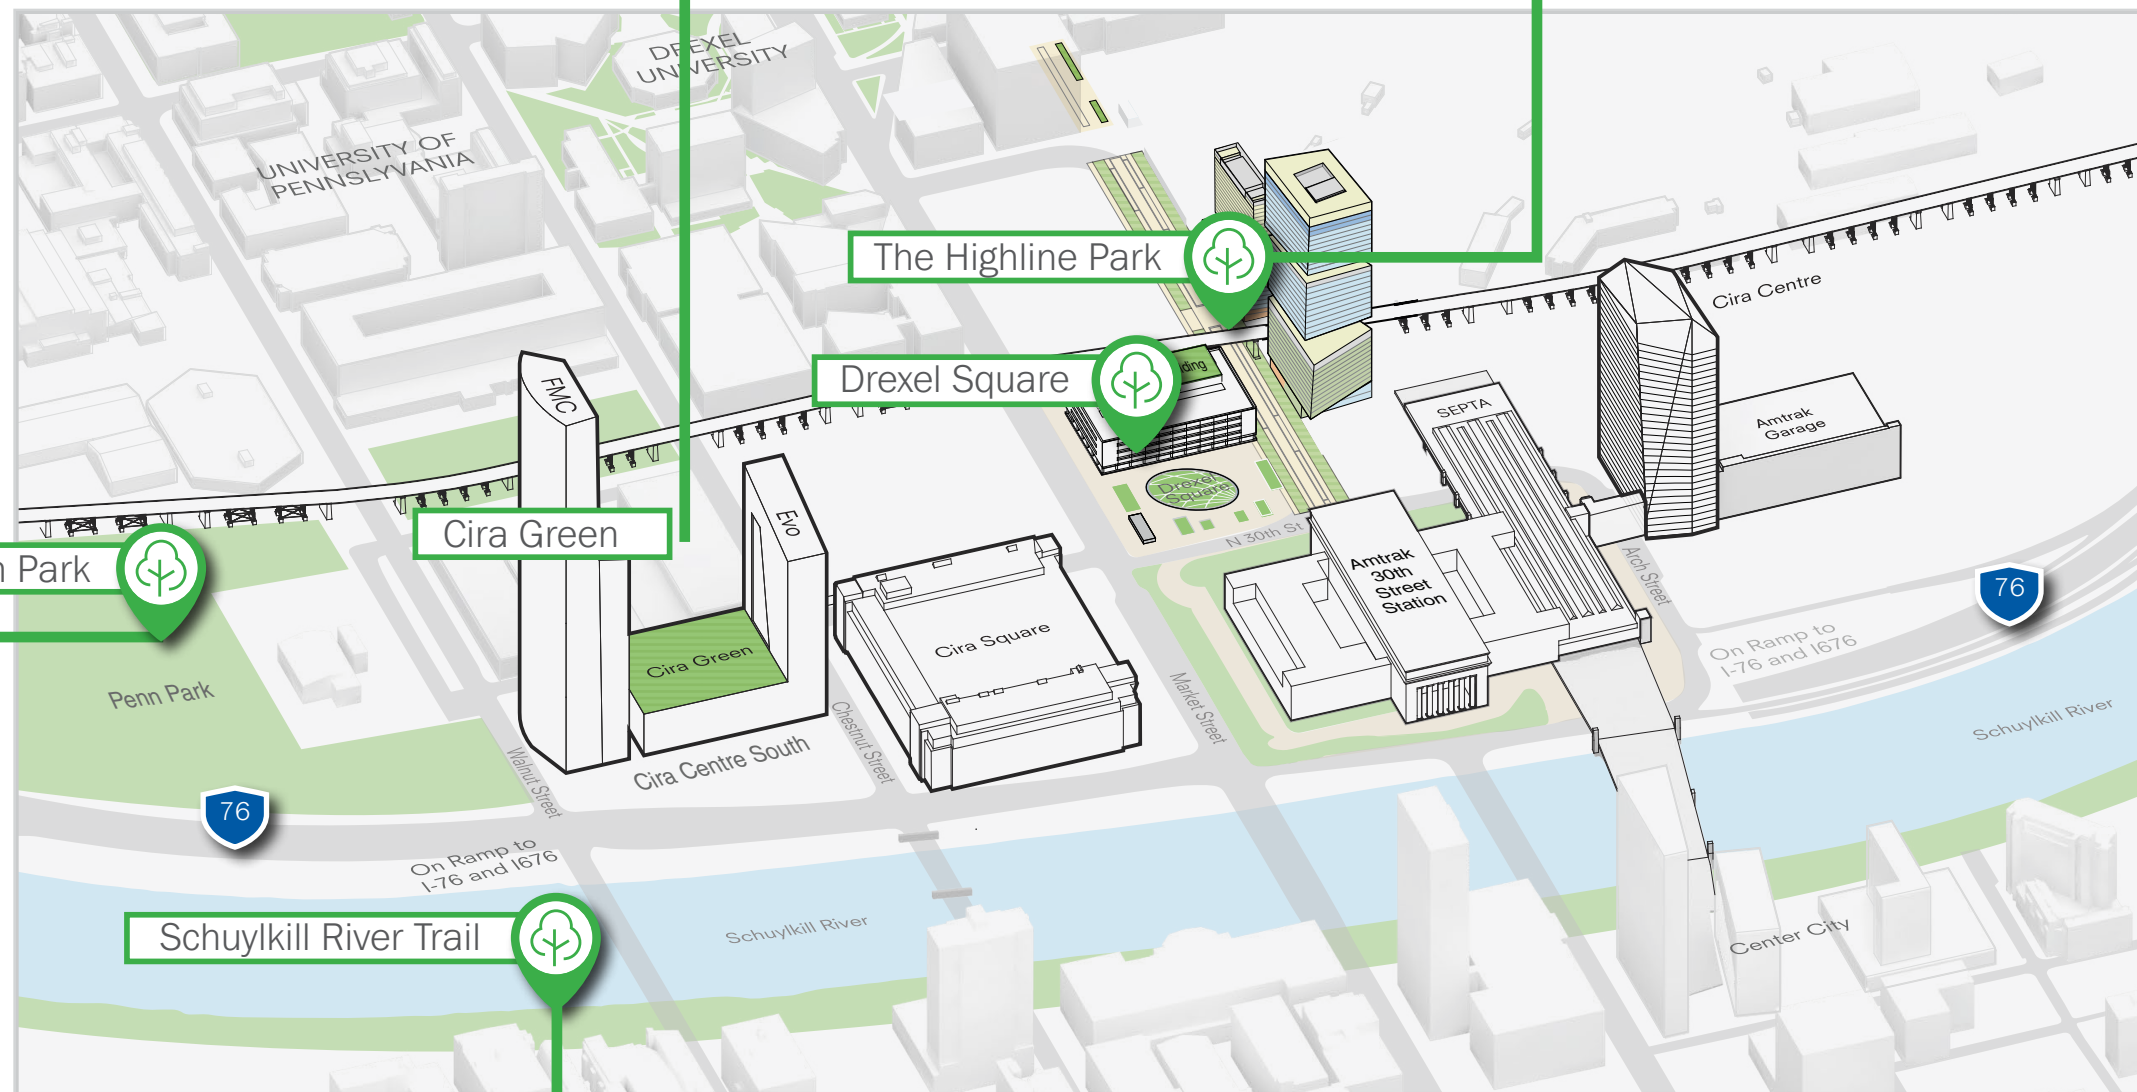 DREXEL
UNIVERSITY
UNIVERSITY OF
PENNSLYVANIA
The Highline Park
Cira Centre
Drexel Square
FMC
SEPTA
Amtrak
Garage
Drexel
Square
Evo
Cira Green
N 30th St
Amtrak
30th
Street
Station
Arch Street
Park
76
Cira Green
Cira Square
On Ramp to
I-76 and I676
Penn Park
Market Street
Chestnut Street
Schuylkill River
Walnut Street
Cira Centre South
76
On Ramp to
I-76 and I676
Schuylkill River Trail
Schuylkill River
Center City